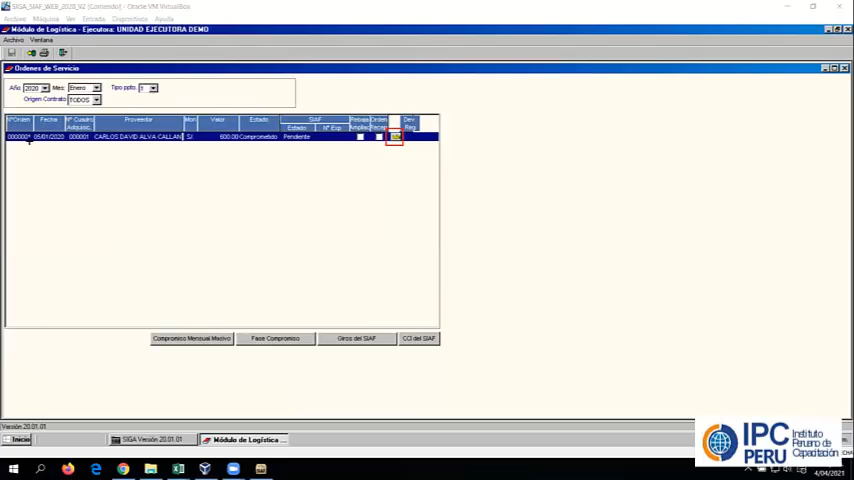 SIGA_SIAF_WEB_2020_V2 [Corriendo] - Oracle VM VirtualBox
Archivo Máquina Ver Entrada Dispositivos Ayuda
Módulo de Logística - Ejecutora: UNIDAD EJECUTORA DEMO
Archivo Ventana
Ordenes de Servicio
Año 2020 Mes: Enero Tipo ppto.
Origen Contrato TODOS
NºOrden Fecha Nº Cuadro Adquisic. Proveedor Mon Valor Estado SIAF Estado Nº Exp. Rebaja Ampliac Orden Dev. Reg
000000* 05/01/2020 000001 CARLOS DAVID ALVA CALLAN S/. 600.00 Comprometido Pendiente
Compromiso Mensual Masivo Fase Compromiso Giros del SIAF CCI del SIAF
Versión 20.01.01
Inicio SIGA Versión 20.01.01 Módulo de Logística ...
IPC PERU
Instituto
Peruano de
Capacitación
4/04/2021